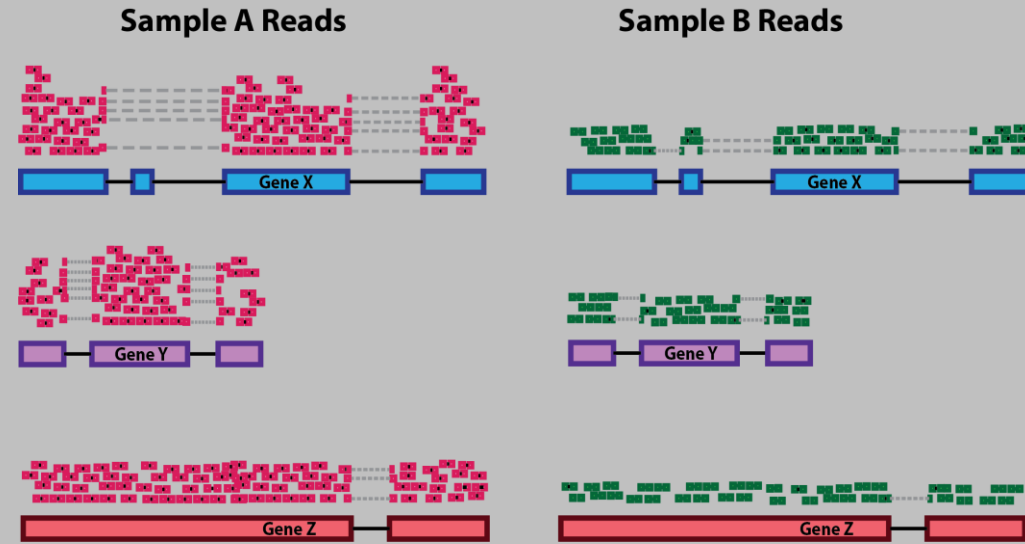 Sample A Reads
Sample B Reads
Gene X
Gene X
Gene Y
Gene Y
Gene Z
Gene Z